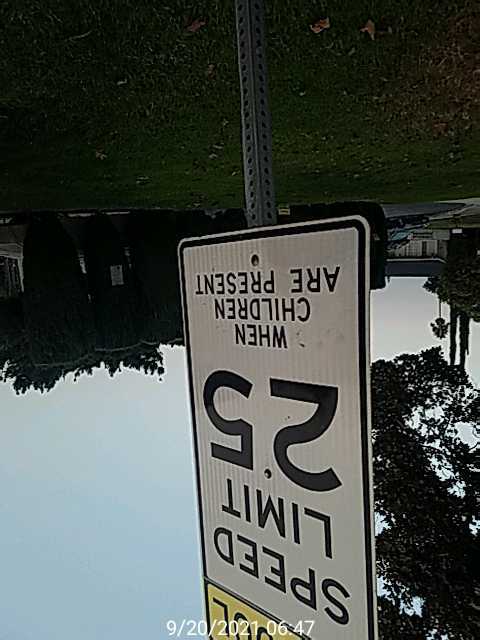 SPEED
LIMIT
25
WHEN
CHILDREN
ARE PRESENT
9/20/2021 06:47